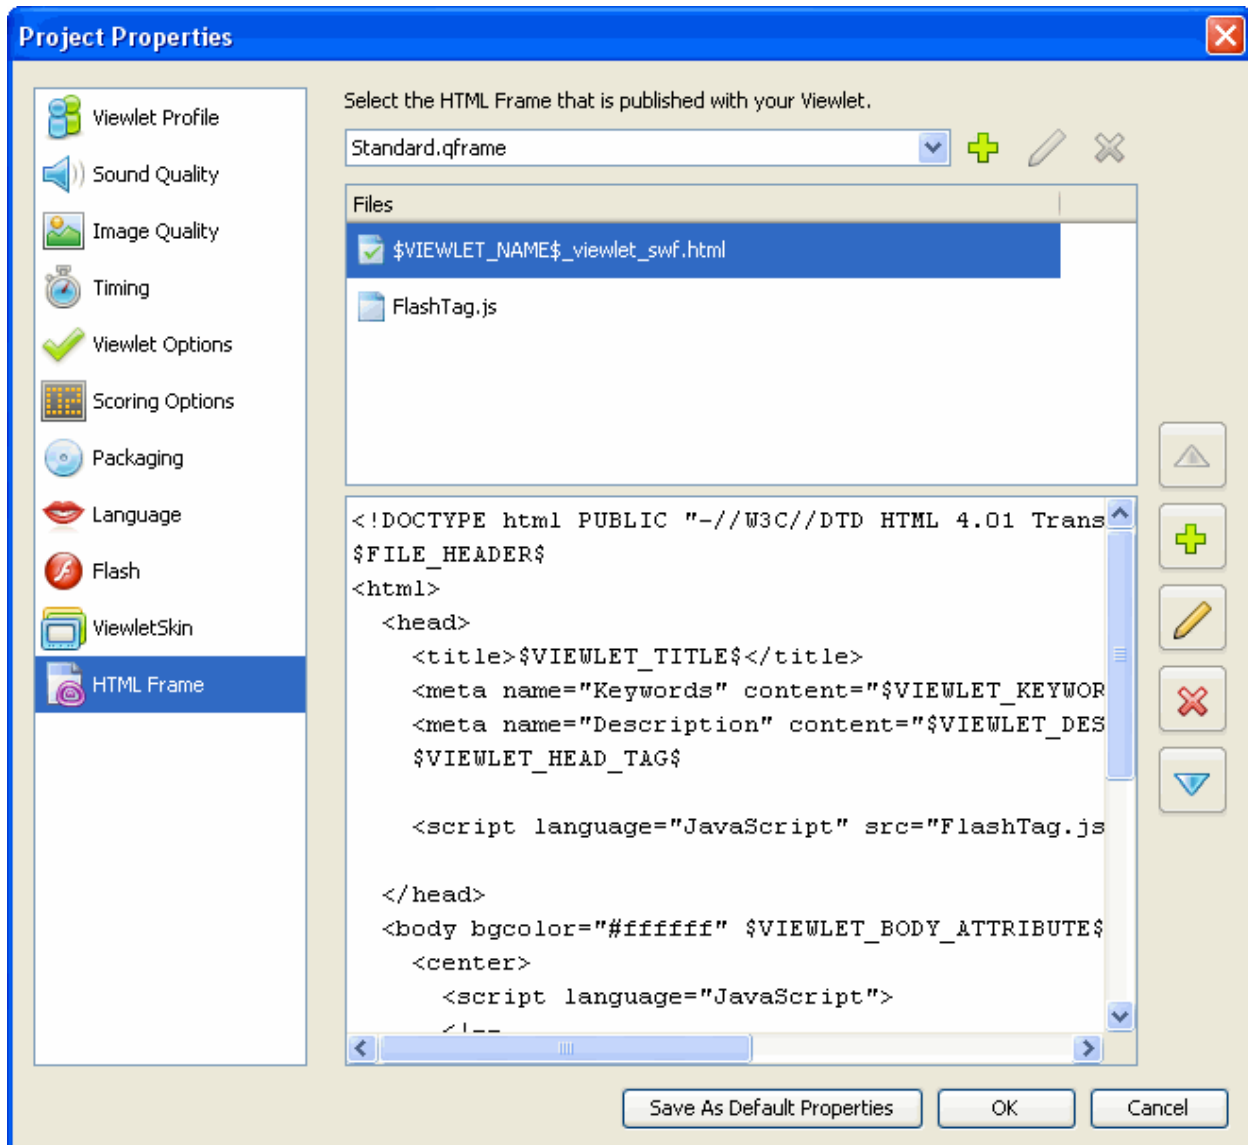 Project Properties
Viewlet Profile
Sound Quality
Image Quality
Timing
Viewlet Options
Scoring Options
Packaging
Language
Flash
ViewletSkin
HTML Frame
Select the HTML Frame that is published with your Viewlet.
Standard.qframe
Files
$VIEWLET_NAME$_viewlet_swf.html
FlashTag.js
<!DOCTYPE html PUBLIC "-//W3C//DTD HTML 4.01 Trans
$FILE_HEADER$
<html>
<head>
<title>$VIEWLET_TITLE$</title>
<meta name="Keywords" content="$VIEWLET_KEYWOR
<meta name="Description" content="$VIEWLET_DES
$VIEWLET_HEAD_TAG$
<script language="JavaScript" src="FlashTag.js
</head>
<body bgcolor="#ffffff" $VIEWLET_BODY_ATTRIBUTE$
<center>
<script language="JavaScript">
<!--
Save As Default Properties
OK
Cancel